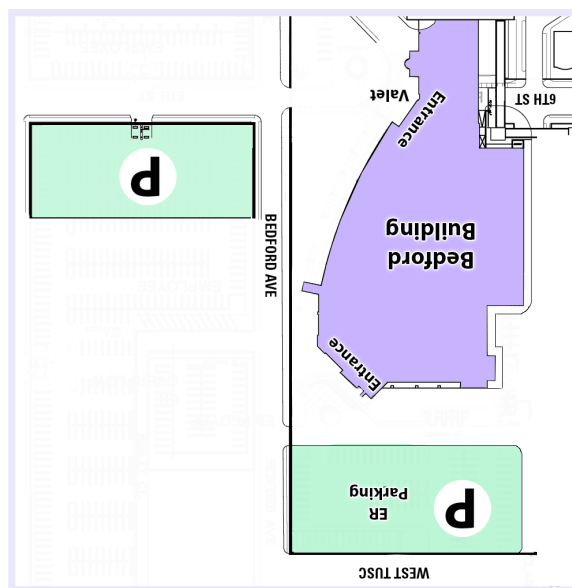 WEST TUSC
P
ER
Parking
Entrance
Bedford
Building
BEDFORD AVE
P
Entrance
6TH ST
Valet